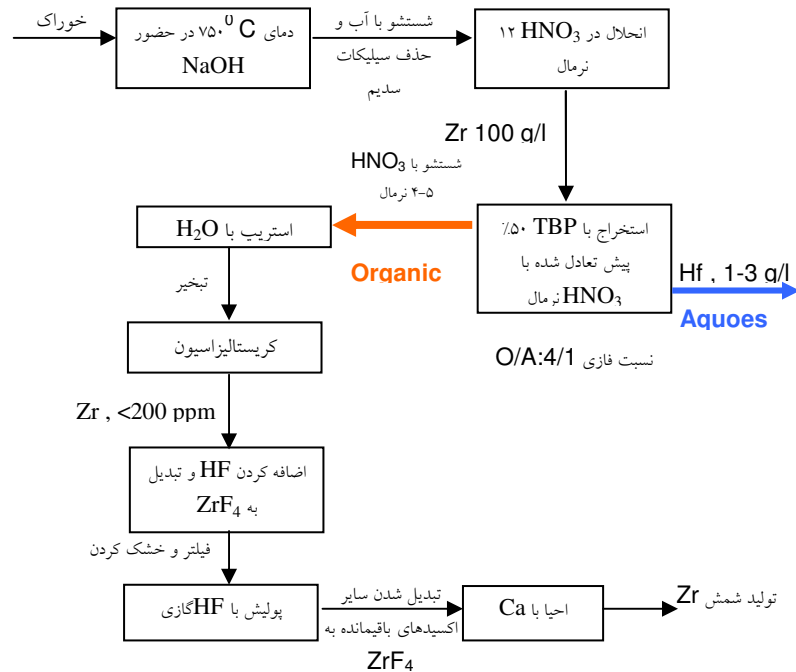 خوراک
دمای ۷۵۰⁰ C در حضور
NaOH
شستشو با آب و
حذف سیلیکات
سدیم
انحلال در HNO₃ ۱۲
نرمال
Zr 100 g/l
شستشو با HNO₃
۴-۵ نرمال
استخراج با TBP ۵۰٪
پیش تعادل شده با
HNO₃ نرمال
Hf , 1-3 g/l
Aquoes
نسبت فازی O/A:4/1
Organic
استریپ با H₂O
تبخیر
کریستالیزاسیون
Zr , <200 ppm
اضافه کردن HF و تبدیل
به ZrF₄
فیلتر و خشک کردن
پولیش با HF گازی
تبدیل شدن سایر
اکسیدهای باقیمانده به
ZrF₄
احیا با Ca
تولید شمش Zr